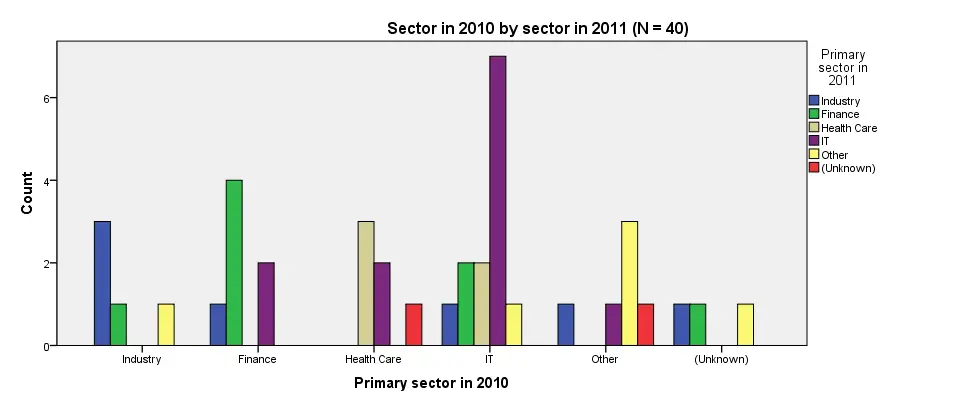 Sector in 2010 by sector in 2011 (N = 40)
Primary
sector in
2011
Industry
Finance
Health Care
IT
Other
(Unknown)
Count
6
4
2
0
Industry Finance Health Care IT Other (Unknown)
Primary sector in 2010